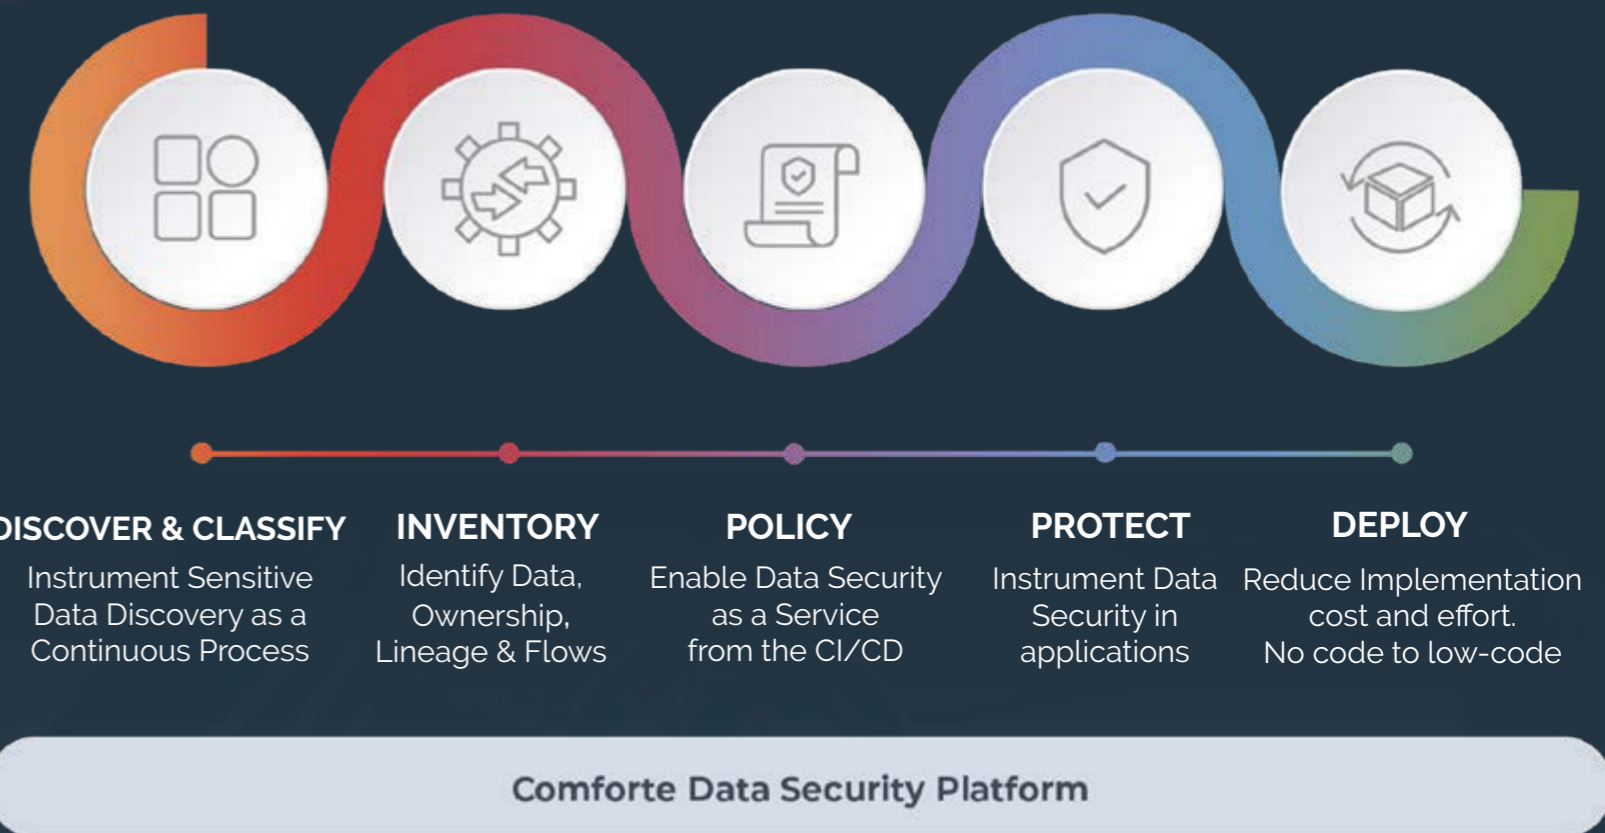 DISCOVER & CLASSIFY
Instrument Sensitive
Data Discovery as a
Continuous Process
INVENTORY
Identify Data,
Ownership,
Lineage & Flows
POLICY
Enable Data Security
as a Service
from the CI/CD
PROTECT
Instrument Data
Security in
applications
DEPLOY
Reduce Implementation
cost and effort.
No code to low-code
Comforte Data Security Platform